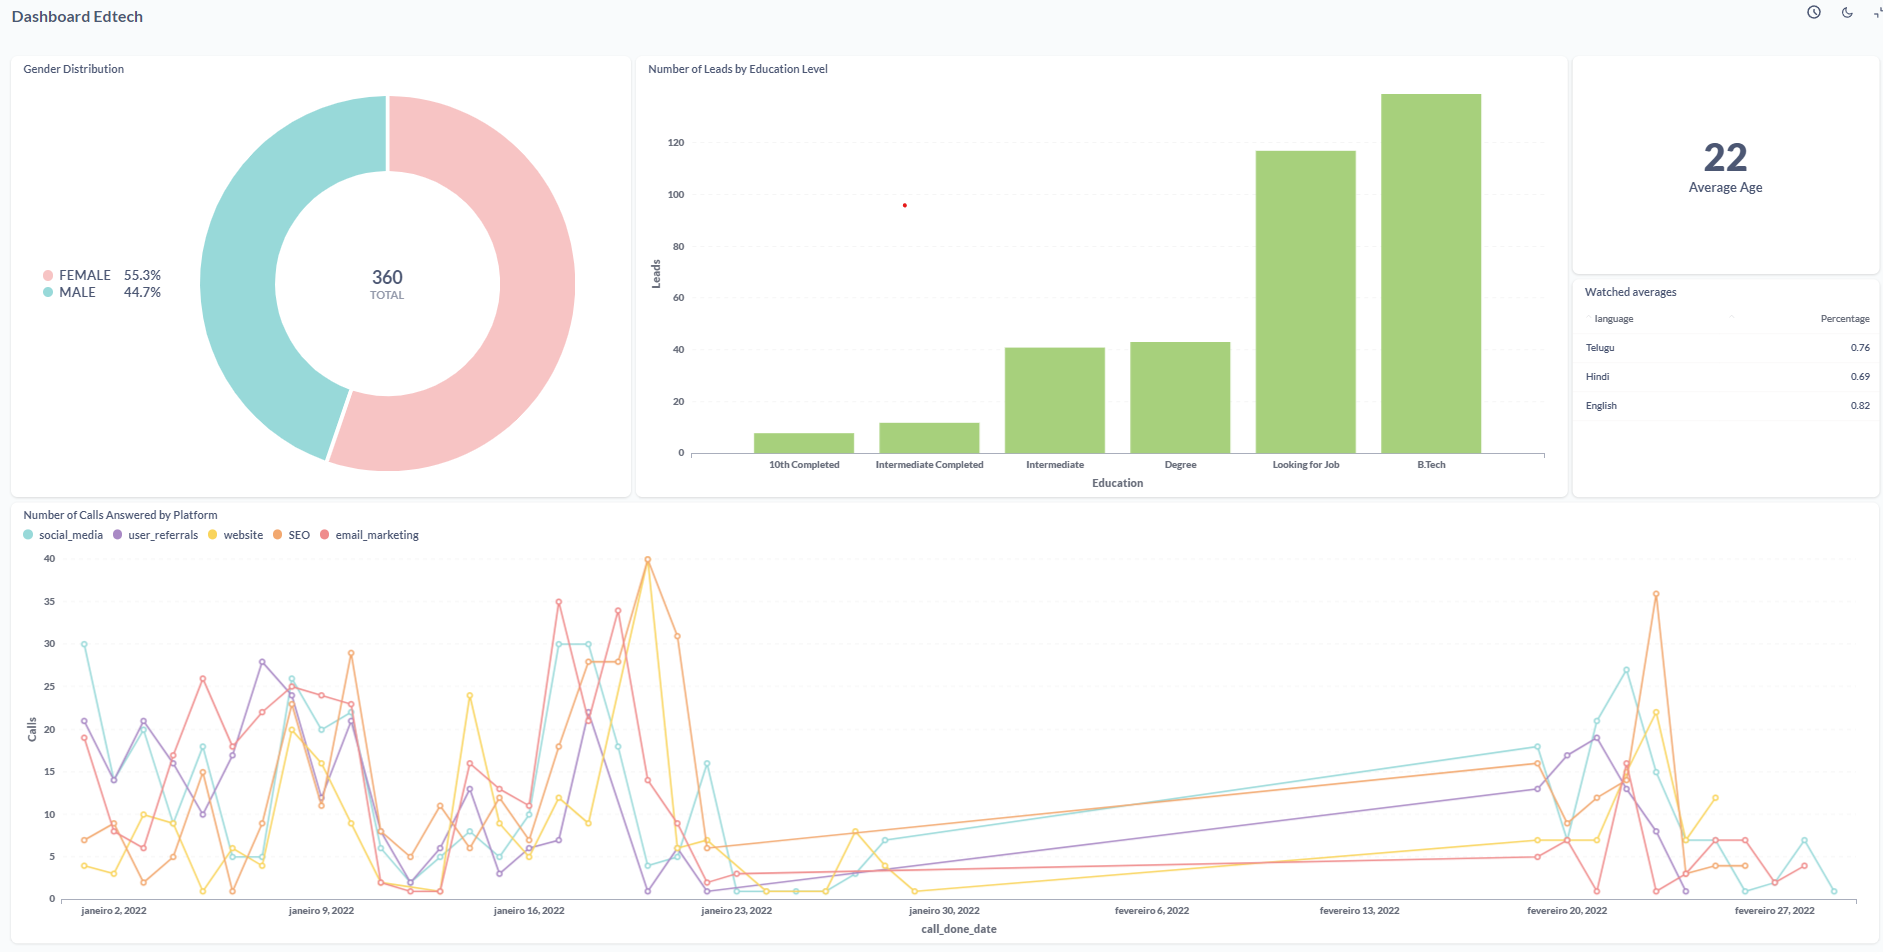 Dashboard Edtech
Gender Distribution
FEMALE 55.3%
MALE 44.7%
360
TOTAL
Number of Leads by Education Level
Leads
120
100
80
60
40
20
0
10th Completed Intermediate Completed Intermediate Degree Looking for Job B.Tech
Education
22
Average Age
Watched averages
language Percentage
Telugu 0.76
Hindi 0.69
English 0.82
Number of Calls Answered by Platform
social_media user_referrals website SEO email_marketing
Calls
40
35
30
25
20
15
10
5
0
janeiro 2, 2022 janeiro 9, 2022 janeiro 16, 2022 janeiro 23, 2022 janeiro 30, 2022 fevereiro 6, 2022 fevereiro 13, 2022 fevereiro 20, 2022 fevereiro 27, 2022
call_done_date